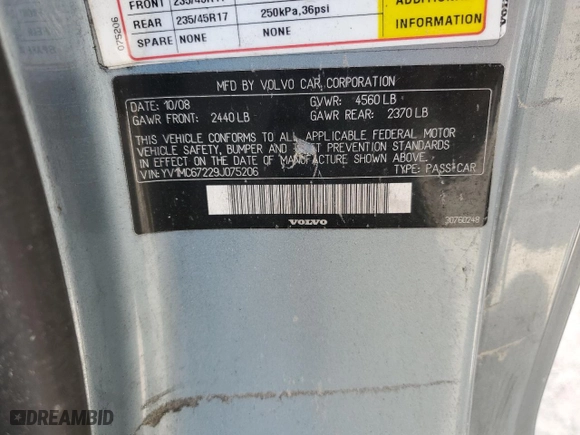 FRONT
REAR 235/45R17 250kPa,36psi
SPARE NONE NONE
INFORMATION
075206
MFD BY VOLVO CAR CORPORATION
DATE: 10/08 GVWR: 4560 LB
GAWR FRONT: 2440 LB GAWR REAR: 2370 LB
THIS VEHICLE CONFORMS TO ALL APPLICABLE FEDERAL MOTOR
VEHICLE SAFETY, BUMPER AND THEFT PREVENTION STANDARDS
IN EFFECT ON THE DATE OF MANUFACTURE SHOWN ABOVE.
VIN: YV1MC67229J075206 TYPE: PASS CAR
VOLVO
30760248
DREAMBID